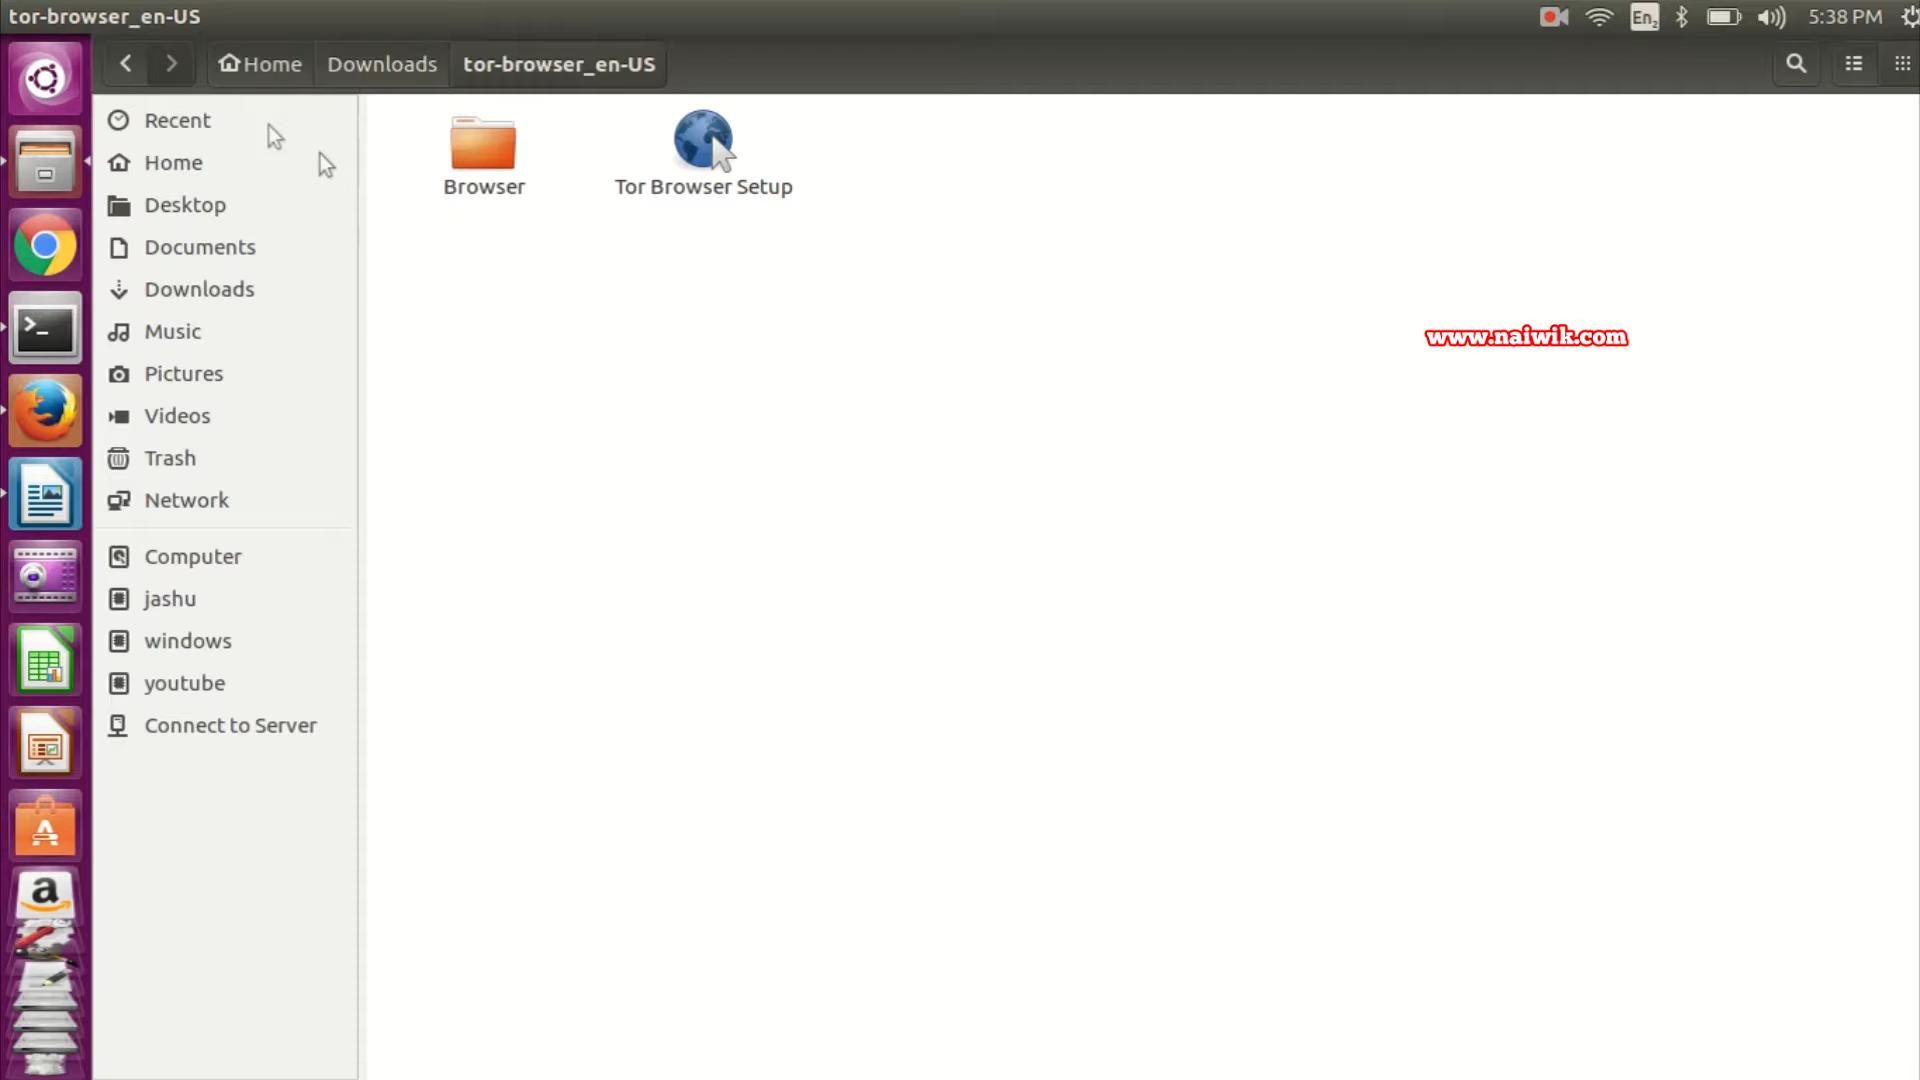 tor-browser_en-US
En2
5:38 PM
Home
Downloads
tor-browser_en-US
Recent
Home
Desktop
Documents
Downloads
Music
Pictures
Videos
Trash
Network
Computer
jashu
windows
youtube
Connect to Server
Browser
Tor Browser Setup
www.naiwik.com